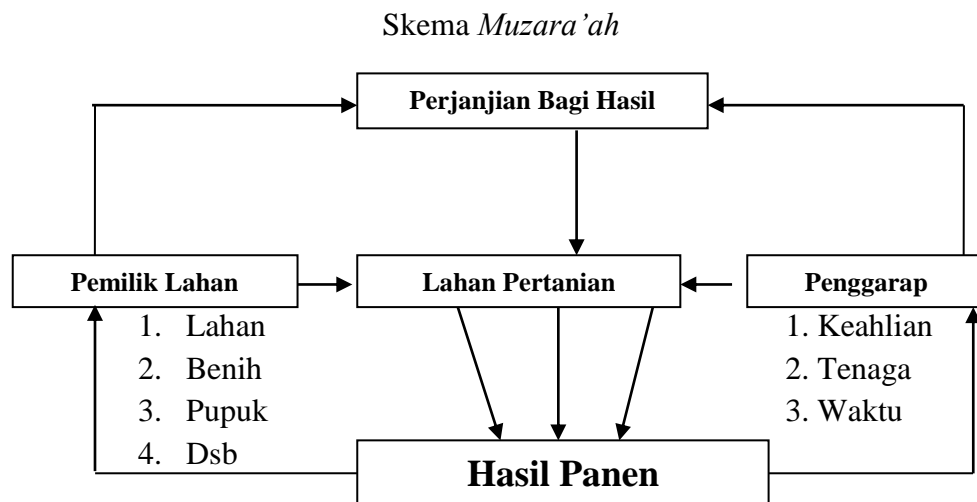 Skema Muzara’ah
Perjanjian Bagi Hasil
Pemilik Lahan
Lahan Pertanian
Penggarap
1. Lahan
2. Benih
3. Pupuk
4. Dsb
1. Keahlian
2. Tenaga
3. Waktu
Hasil Panen